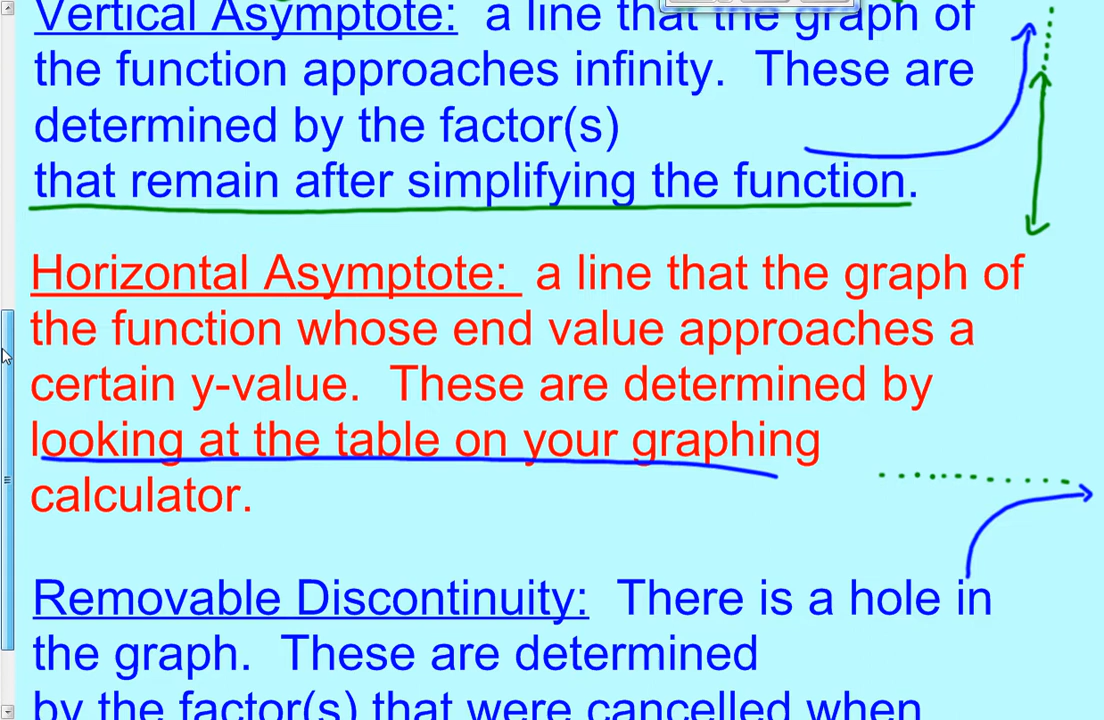 Vertical Asymptote: a line that the graph of
the function approaches infinity. These are
determined by the factor(s)
that remain after simplifying the function.
Horizontal Asymptote: a line that the graph of
the function whose end value approaches a
certain y-value. These are determined by
looking at the table on your graphing
calculator.
Removable Discontinuity: There is a hole in
the graph. These are determined
by the factor(s) that were cancelled when